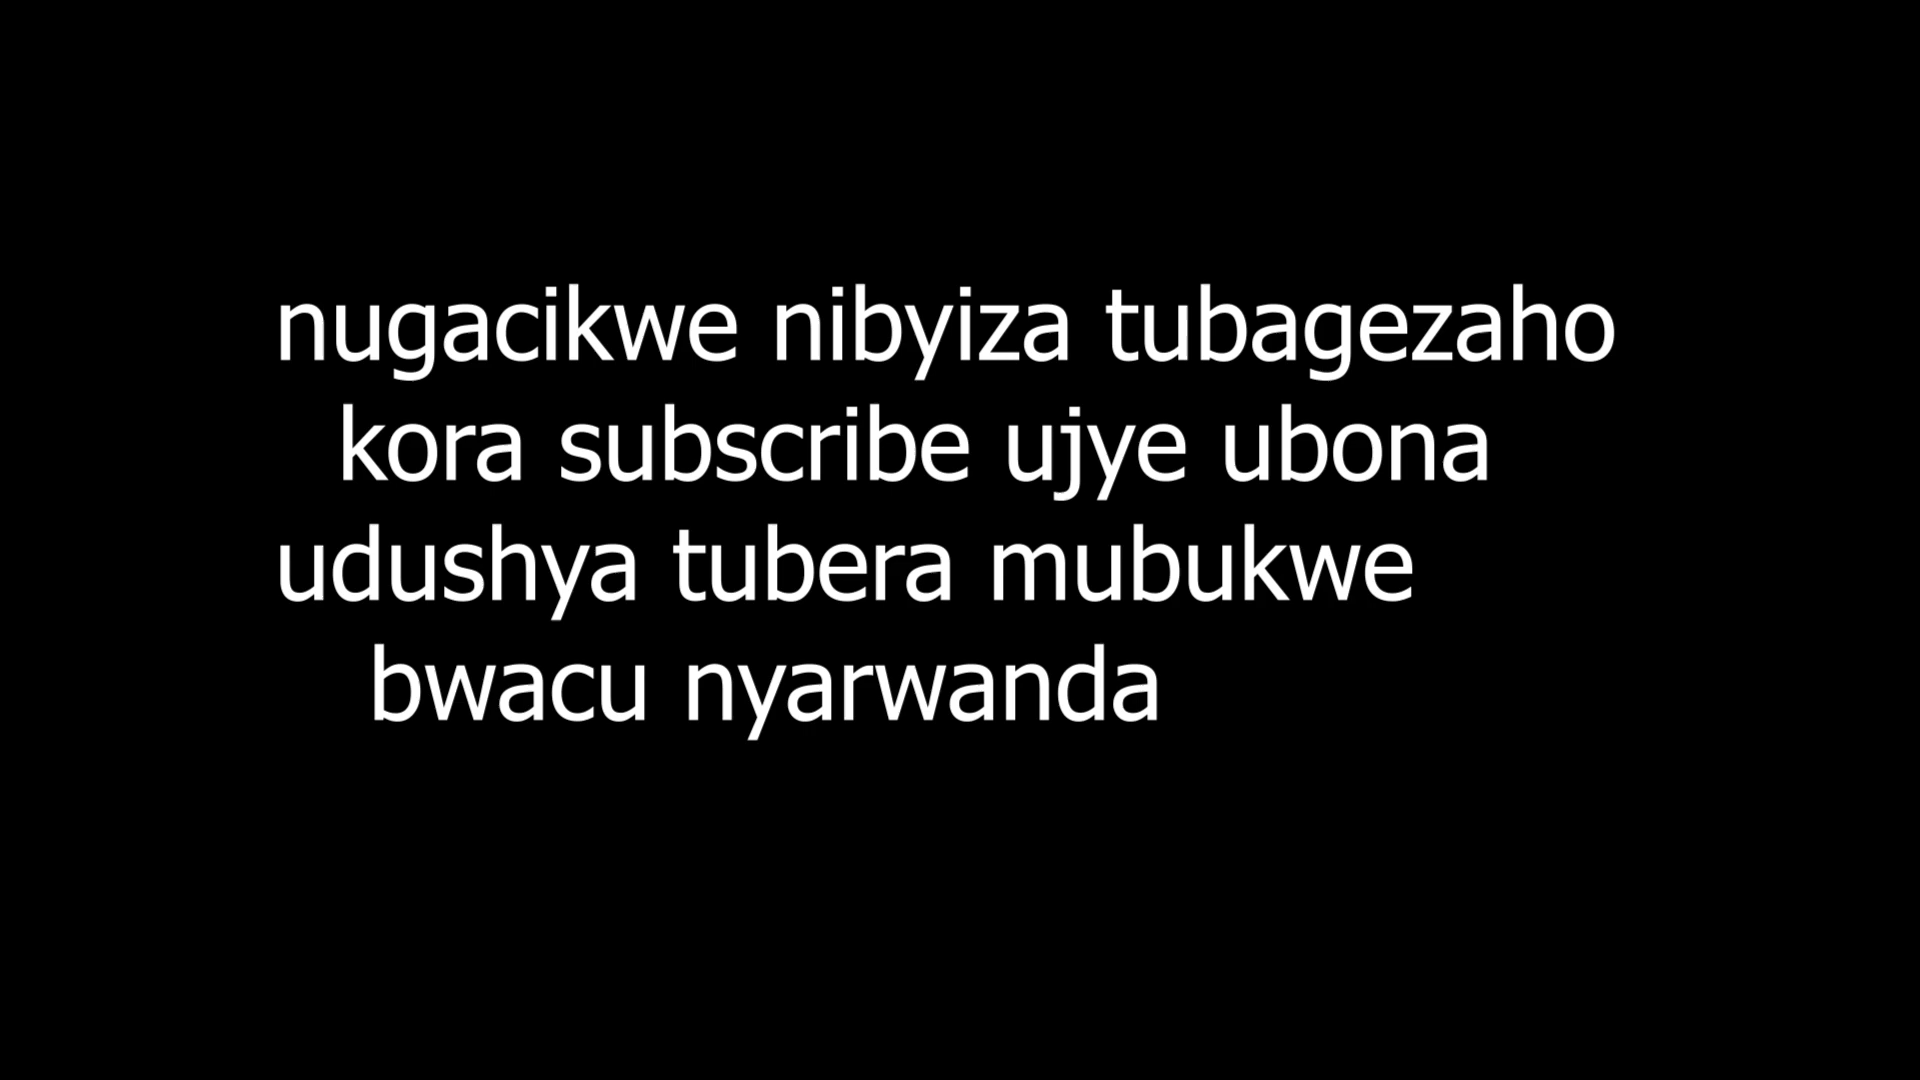 nugacikwe nibyiza tubagezaho
kora subscribe ujye ubona
udushya tubera mubukwe
bwacu nyarwanda